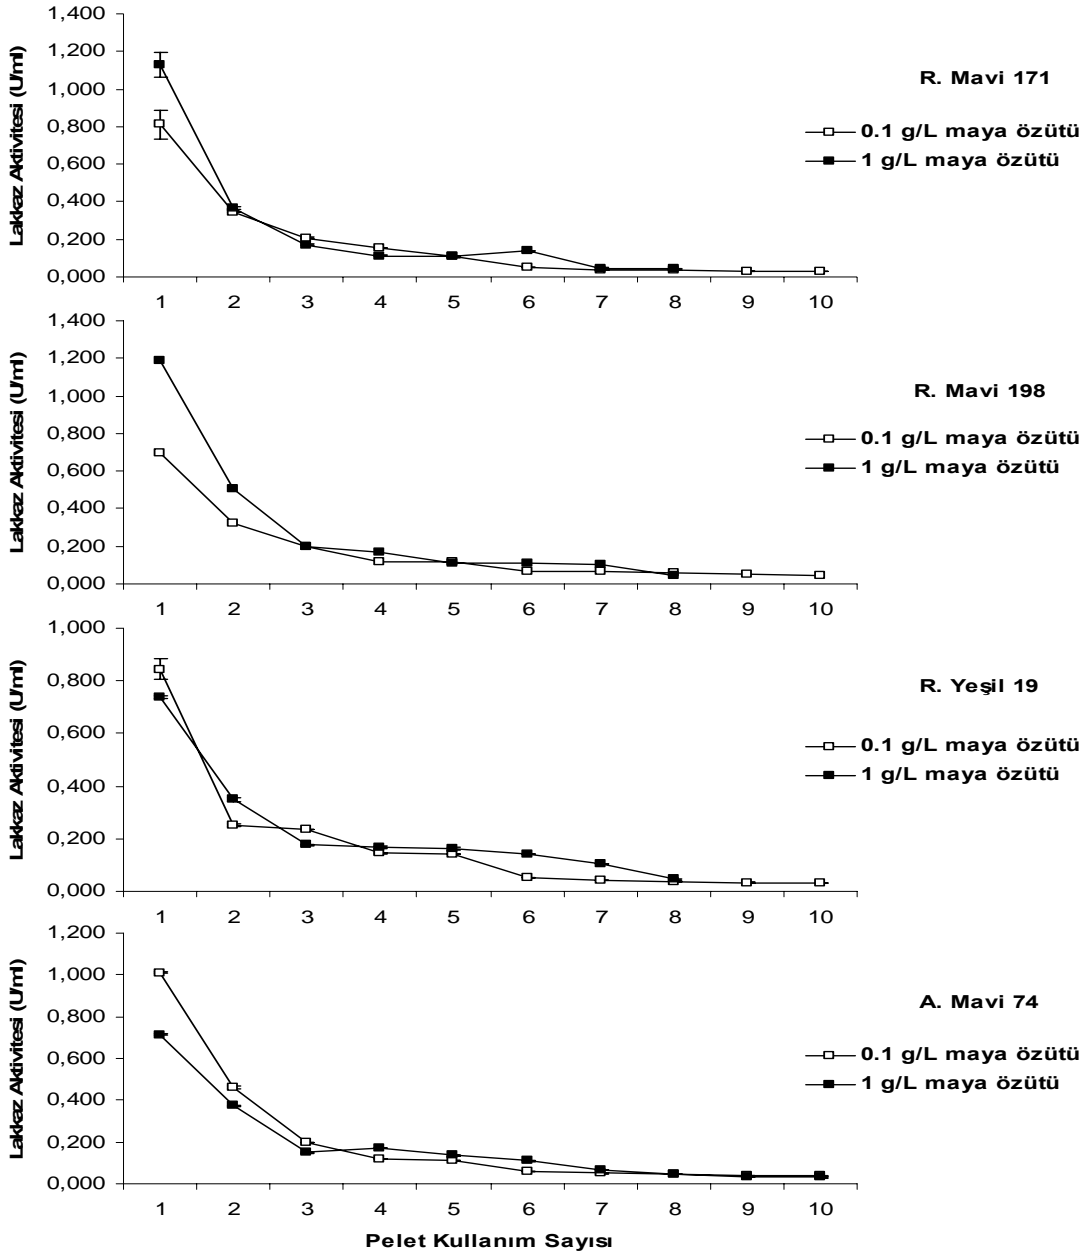 Lakkaz Aktivitesi (U/ml)
1,400
1,200
1,000
0,800
0,600
0,400
0,200
0,000
1 2 3 4 5 6 7 8 9 10
R. Mavi 171
0.1 g/L maya özütü
1 g/L maya özütü
Lakkaz Aktivitesi (U/ml)
1,400
1,200
1,000
0,800
0,600
0,400
0,200
0,000
1 2 3 4 5 6 7 8 9 10
R. Mavi 198
0.1 g/L maya özütü
1 g/L maya özütü
Lakkaz Aktivitesi (U/ml)
1,000
0,800
0,600
0,400
0,200
0,000
1 2 3 4 5 6 7 8 9 10
R. Yeşil 19
0.1 g/L maya özütü
1 g/L maya özütü
Lakkaz Aktivitesi (U/ml)
1,200
1,000
0,800
0,600
0,400
0,200
0,000
1 2 3 4 5 6 7 8 9 10
A. Mavi 74
0.1 g/L maya özütü
1 g/L maya özütü
Pelet Kullanım Sayısı